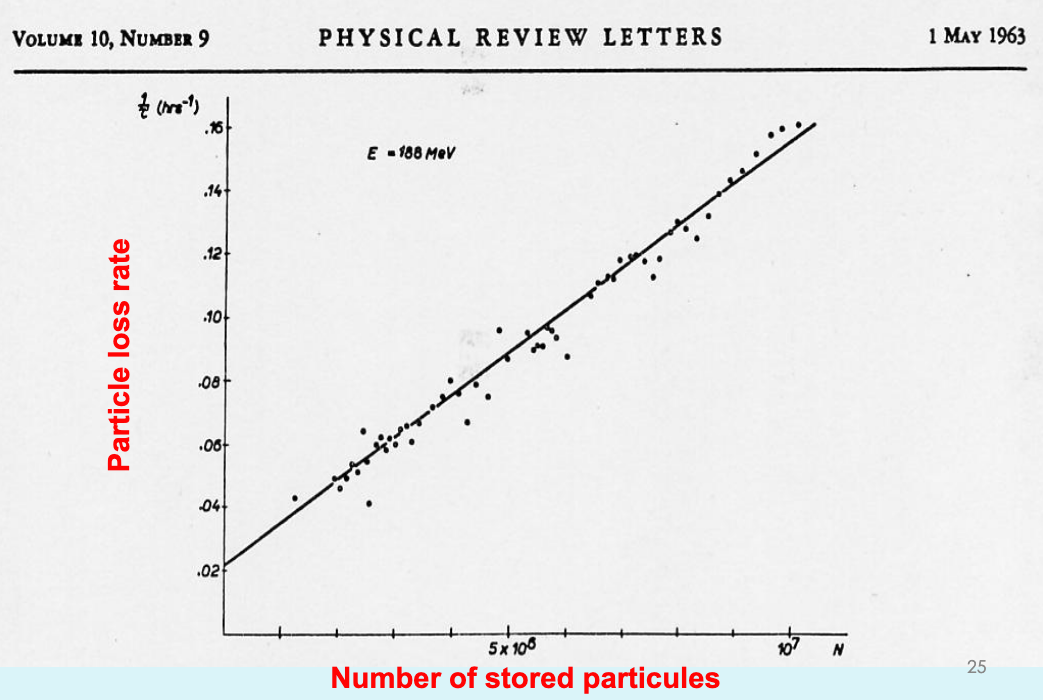 VOLUME 10, NUMBER 9 PHYSICAL REVIEW LETTERS 1 MAY 1963
1/τ (hrs⁻¹)
.16
E = 188 MeV
.14
.12
.10
.08
.06
.04
.02
Particle loss rate
5 x 10⁶ 10⁷ N
Number of stored particules
25